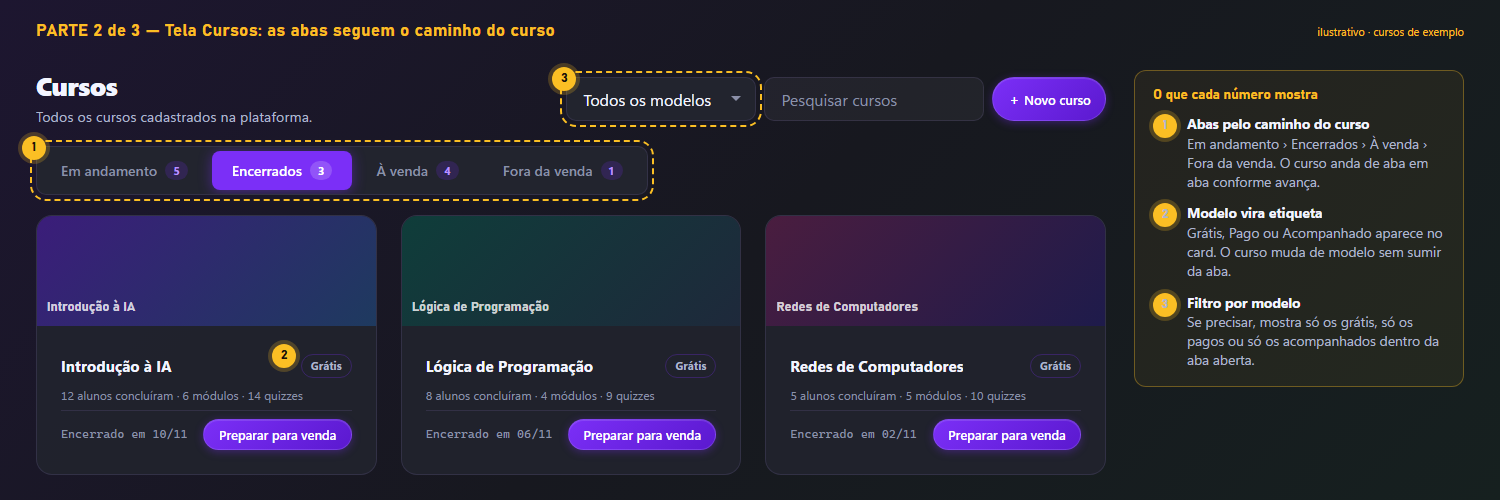 PARTE 2 de 3 — Tela Cursos: as abas seguem o caminho do curso
ilustrativo · cursos de exemplo
Cursos
Todos os cursos cadastrados na plataforma.
3
Todos os modelos
Pesquisar cursos
+ Novo curso
1
Em andamento 5
Encerrados 3
À venda 4
Fora da venda 1
Introdução à IA
Introdução à IA
2
Grátis
12 alunos concluíram · 6 módulos · 14 quizzes
Encerrado em 10/11
Preparar para venda
Lógica de Programação
Lógica de Programação
Grátis
8 alunos concluíram · 4 módulos · 9 quizzes
Encerrado em 06/11
Preparar para venda
Redes de Computadores
Redes de Computadores
Grátis
5 alunos concluíram · 5 módulos · 10 quizzes
Encerrado em 02/11
Preparar para venda
O que cada número mostra
1
Abas pelo caminho do curso
Em andamento › Encerrados › À venda ›
Fora da venda. O curso anda de aba em
aba conforme avança.
2
Modelo vira etiqueta
Grátis, Pago ou Acompanhado aparece no
card. O curso muda de modelo sem sumir
da aba.
3
Filtro por modelo
Se precisar, mostra só os grátis, só os
pagos ou só os acompanhados dentro da
aba aberta.